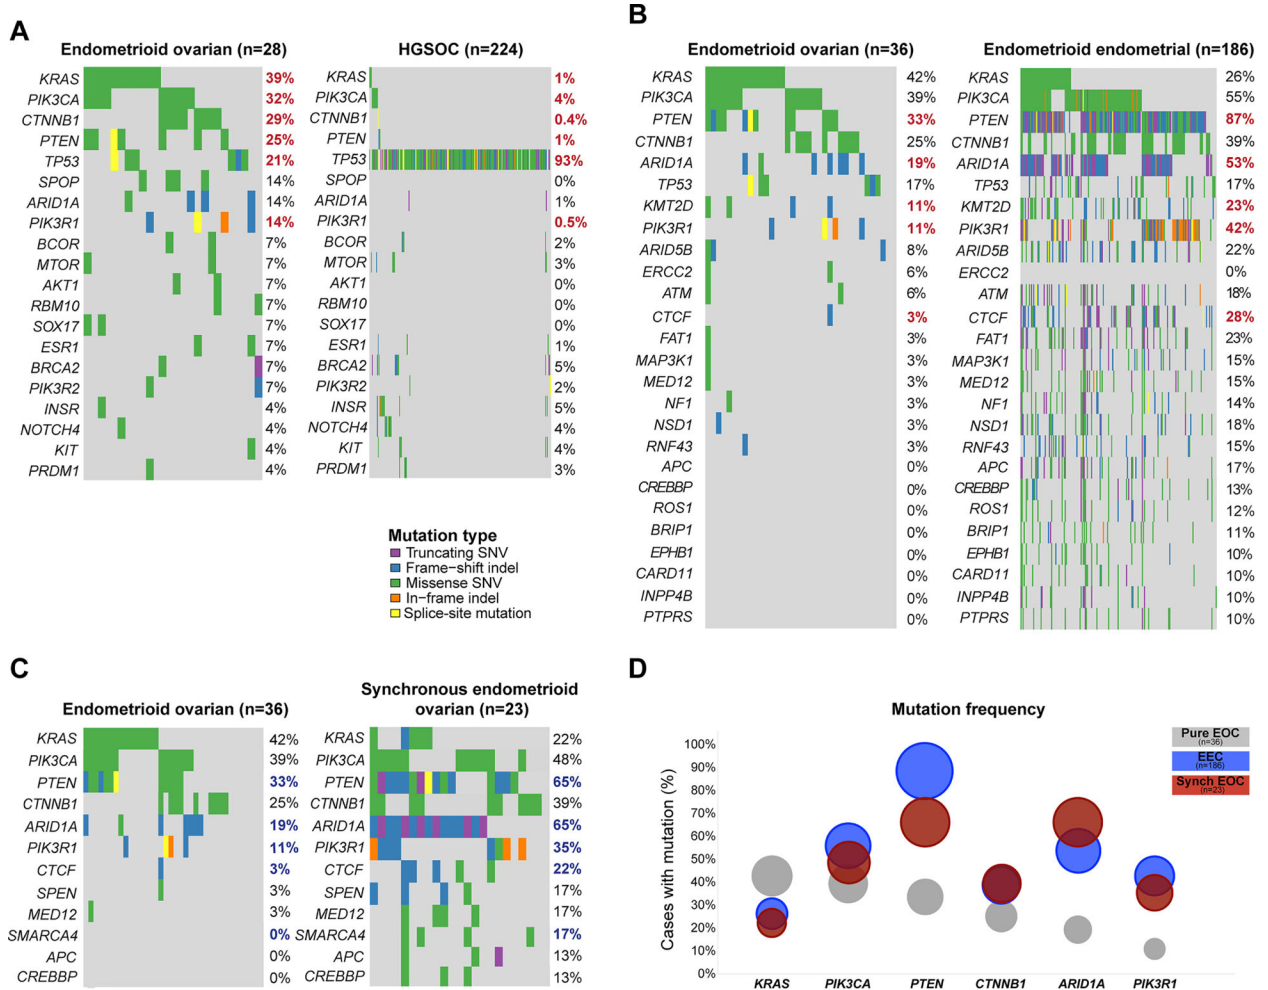 A
Endometrioid ovarian (n=28)
KRAS 39%
PIK3CA 32%
CTNNB1 29%
PTEN 25%
TP53 21%
SPOP 14%
ARID1A 14%
PIK3R1 14%
BCOR 7%
MTOR 7%
AKT1 7%
RBM10 7%
SOX17 7%
ESR1 7%
BRCA2 7%
PIK3R2 7%
INSR 4%
NOTCH4 4%
KIT 4%
PRDM1 4%
HGSOC (n=224)
KRAS 1%
PIK3CA 4%
CTNNB1 0.4%
PTEN 1%
TP53 93%
SPOP 0%
ARID1A 1%
PIK3R1 0.5%
BCOR 2%
MTOR 3%
AKT1 0%
RBM10 0%
SOX17 0%
ESR1 1%
BRCA2 5%
PIK3R2 2%
INSR 5%
NOTCH4 4%
KIT 4%
PRDM1 3%
Mutation type
Truncating SNV
Frame-shift indel
Missense SNV
In-frame indel
Splice-site mutation
B
Endometrioid ovarian (n=36)
KRAS 42%
PIK3CA 39%
PTEN 33%
CTNNB1 25%
ARID1A 19%
TP53 17%
KMT2D 11%
PIK3R1 11%
ARID5B 8%
ERCC2 6%
ATM 6%
CTCF 3%
FAT1 3%
MAP3K1 3%
MED12 3%
NF1 3%
NSD1 3%
RNF43 3%
APC 0%
CREBBP 0%
ROS1 0%
BRIP1 0%
EPHB1 0%
CARD11 0%
INPP4B 0%
PTPRS 0%
Endometrioid endometrial (n=186)
KRAS 26%
PIK3CA 55%
PTEN 87%
CTNNB1 39%
ARID1A 53%
TP53 17%
KMT2D 23%
PIK3R1 42%
ARID5B 22%
ERCC2 0%
ATM 18%
CTCF 28%
FAT1 23%
MAP3K1 15%
MED12 15%
NF1 14%
NSD1 18%
RNF43 15%
APC 17%
CREBBP 13%
ROS1 12%
BRIP1 11%
EPHB1 10%
CARD11 10%
INPP4B 10%
PTPRS 10%
C
Endometrioid ovarian (n=36)
KRAS 42%
PIK3CA 39%
PTEN 33%
CTNNB1 25%
ARID1A 19%
PIK3R1 11%
CTCF 3%
SPEN 3%
MED12 3%
SMARCA4 0%
APC 0%
CREBBP 0%
Synchronous endometrioid
ovarian (n=23)
KRAS 22%
PIK3CA 48%
PTEN 65%
CTNNB1 39%
ARID1A 65%
PIK3R1 35%
CTCF 22%
SPEN 17%
MED12 17%
SMARCA4 17%
APC 13%
CREBBP 13%
D
Mutation frequency
Pure EOC
(n=36)
EEC
(n=186)
Synch EOC
(n=23)
Cases with mutation (%)
100%
90%
80%
70%
60%
50%
40%
30%
20%
10%
0%
KRAS PIK3CA PTEN CTNNB1 ARID1A PIK3R1